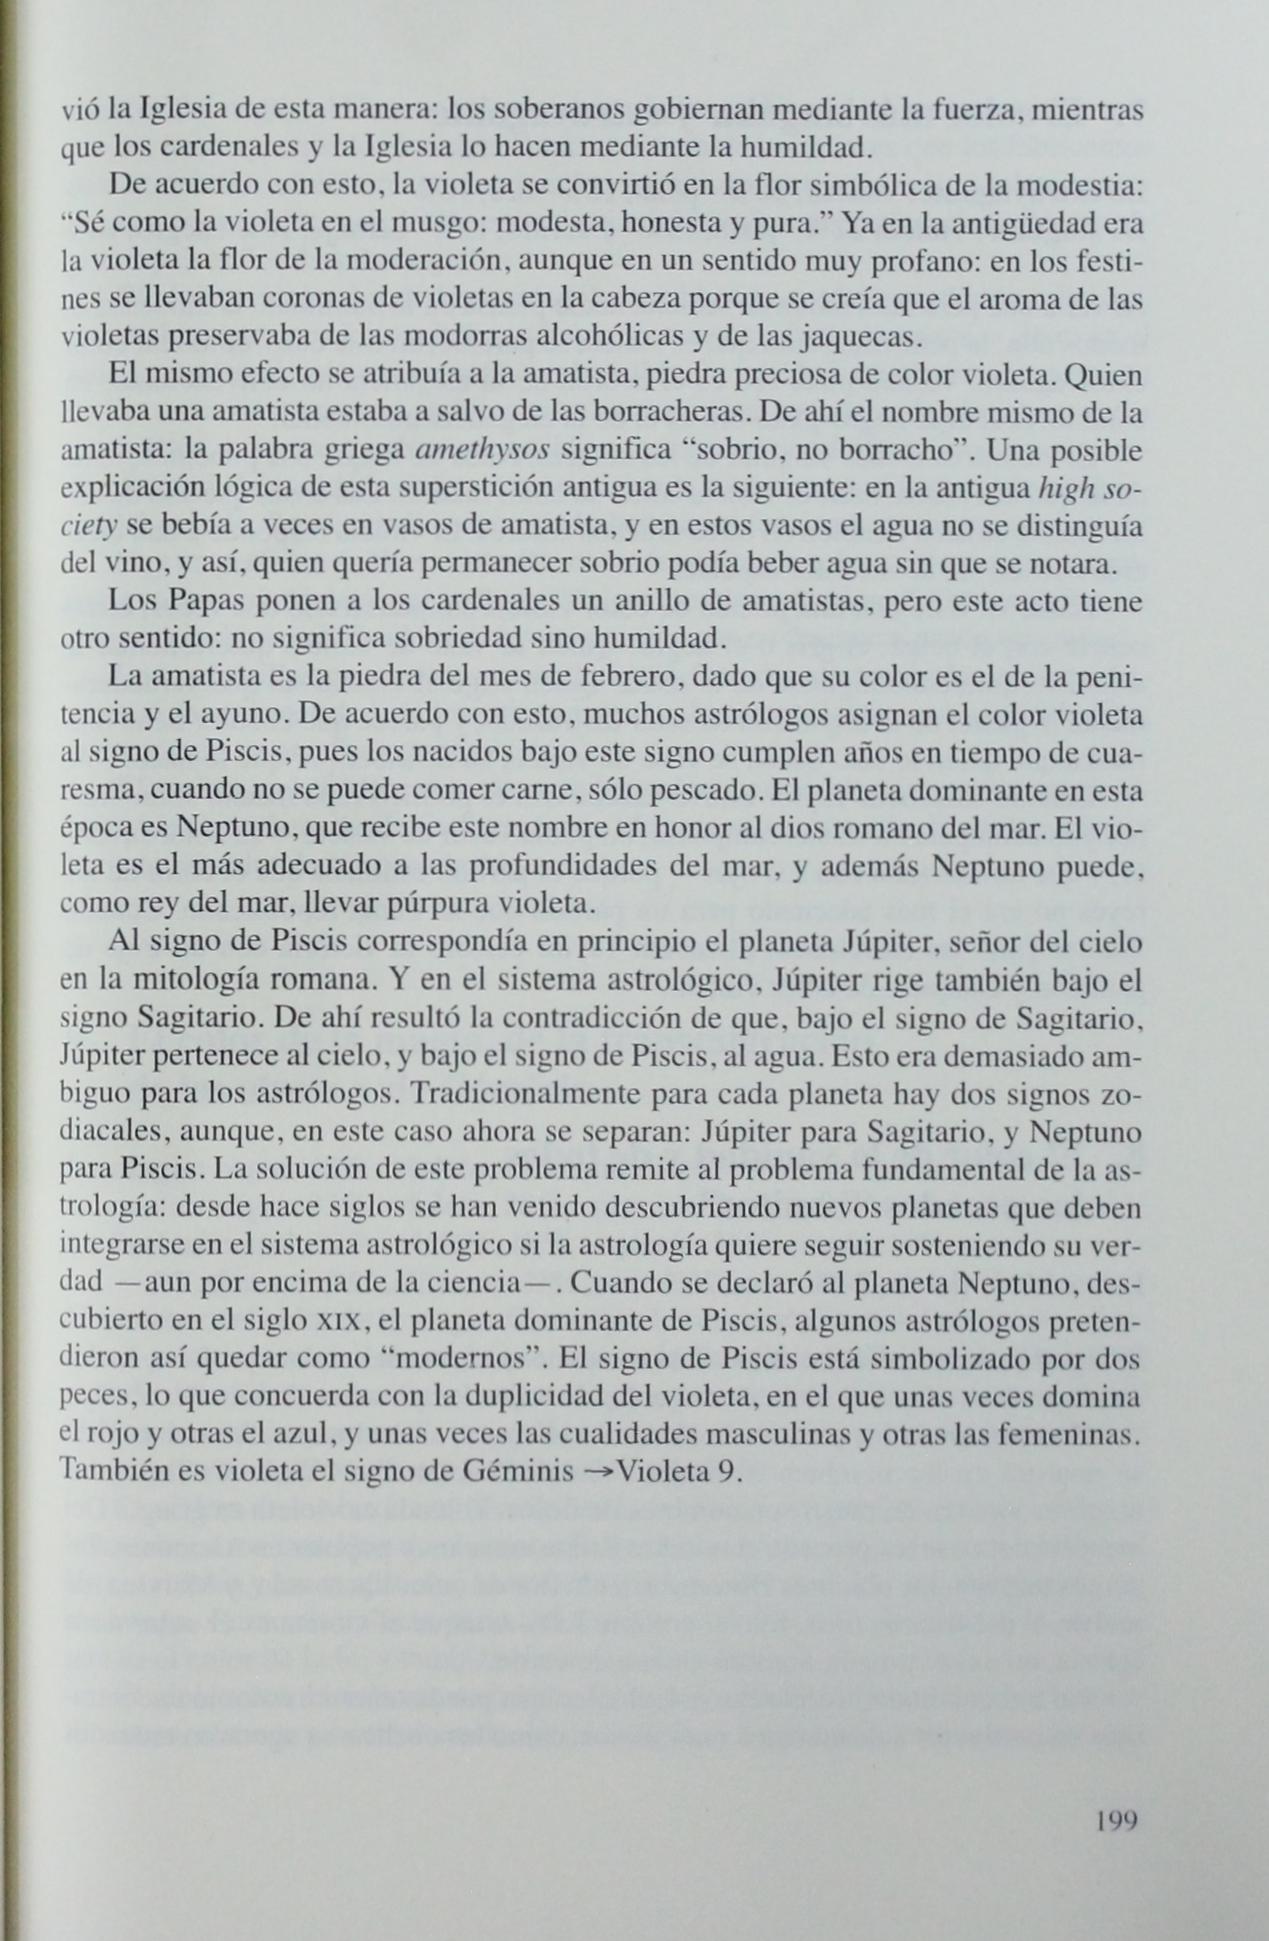 vió la Iglesia de esta manera: los soberanos gobiernan mediante la fuerza, mientras
que los cardenales y la Iglesia lo hacen mediante la humildad.
De acuerdo con esto, la violeta se convirtió en la flor simbólica de la modestia:
“Sé como la violeta en el musgo: modesta, honesta y pura.” Ya en la antigüedad era
la violeta la flor de la moderación, aunque en un sentido muy profano: en los festi-
nes se llevaban coronas de violetas en la cabeza porque se creía que el aroma de las
violetas preservaba de las modorras alcohólicas y de las jaquecas.
El mismo efecto se atribuía a la amatista, piedra preciosa de color violeta. Quien
llevaba una amatista estaba a salvo de las borracheras. De ahí el nombre mismo de la
amatista: la palabra griega amethysos significa “sobrio, no borracho”. Una posible
explicación lógica de esta superstición antigua es la siguiente: en la antigua high so-
ciety se bebía a veces en vasos de amatista, y en estos vasos el agua no se distinguía
del vino, y así, quien quería permanecer sobrio podía beber agua sin que se notara.
Los Papas ponen a los cardenales un anillo de amatistas, pero este acto tiene
otro sentido: no significa sobriedad sino humildad.
La amatista es la piedra del mes de febrero, dado que su color es el de la peni-
tencia y el ayuno. De acuerdo con esto, muchos astrólogos asignan el color violeta
al signo de Piscis, pues los nacidos bajo este signo cumplen años en tiempo de cua-
resma, cuando no se puede comer carne, sólo pescado. El planeta dominante en esta
época es Neptuno, que recibe este nombre en honor al dios romano del mar. El vio-
leta es el más adecuado a las profundidades del mar, y además Neptuno puede,
como rey del mar, llevar púrpura violeta.
Al signo de Piscis correspondía en principio el planeta Júpiter, señor del cielo
en la mitología romana. Y en el sistema astrológico, Júpiter rige también bajo el
signo Sagitario. De ahí resultó la contradicción de que, bajo el signo de Sagitario,
Júpiter pertenece al cielo, y bajo el signo de Piscis, al agua. Esto era demasiado am-
biguo para los astrólogos. Tradicionalmente para cada planeta hay dos signos zo-
diacales, aunque, en este caso ahora se separan: Júpiter para Sagitario, y Neptuno
para Piscis. La solución de este problema remite al problema fundamental de la as-
trología: desde hace siglos se han venido descubriendo nuevos planetas que deben
integrarse en el sistema astrológico si la astrología quiere seguir sosteniendo su ver-
dad —aun por encima de la ciencia—. Cuando se declaró al planeta Neptuno, des-
cubierto en el siglo XIX, el planeta dominante de Piscis, algunos astrólogos preten-
dieron así quedar como “modernos”. El signo de Piscis está simbolizado por dos
peces, lo que concuerda con la duplicidad del violeta, en el que unas veces domina
el rojo y otras el azul, y unas veces las cualidades masculinas y otras las femeninas.
También es violeta el signo de Géminis →Violeta 9.
199